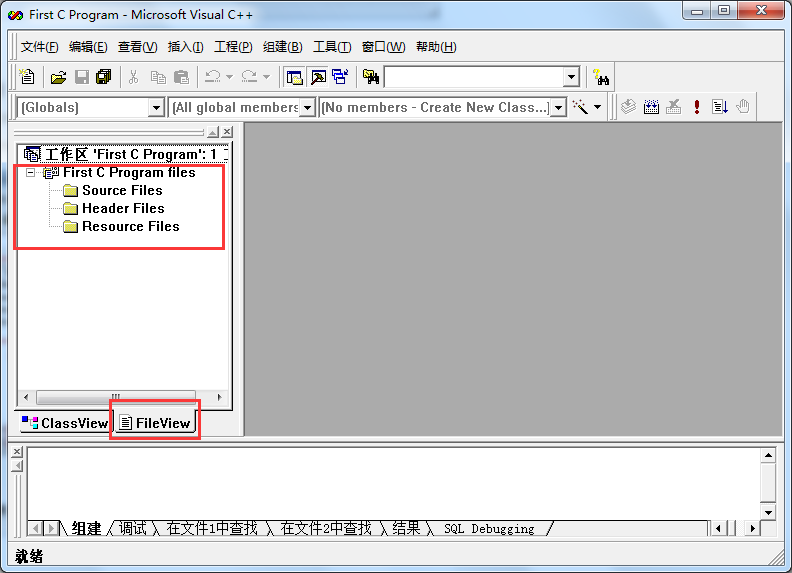 First C Program - Microsoft Visual C++
文件(F) 编辑(E) 查看(V) 插入(I) 工程(P) 组建(B) 工具(T) 窗口(W) 帮助(H)
(Globals) (All global members (No members - Create New Class...)
工作区 'First C Program': 1
First C Program files
Source Files
Header Files
Resource Files
ClassView FileView
组建 调试 在文件1中查找 在文件2中查找 结果 SQL Debugging
就绪